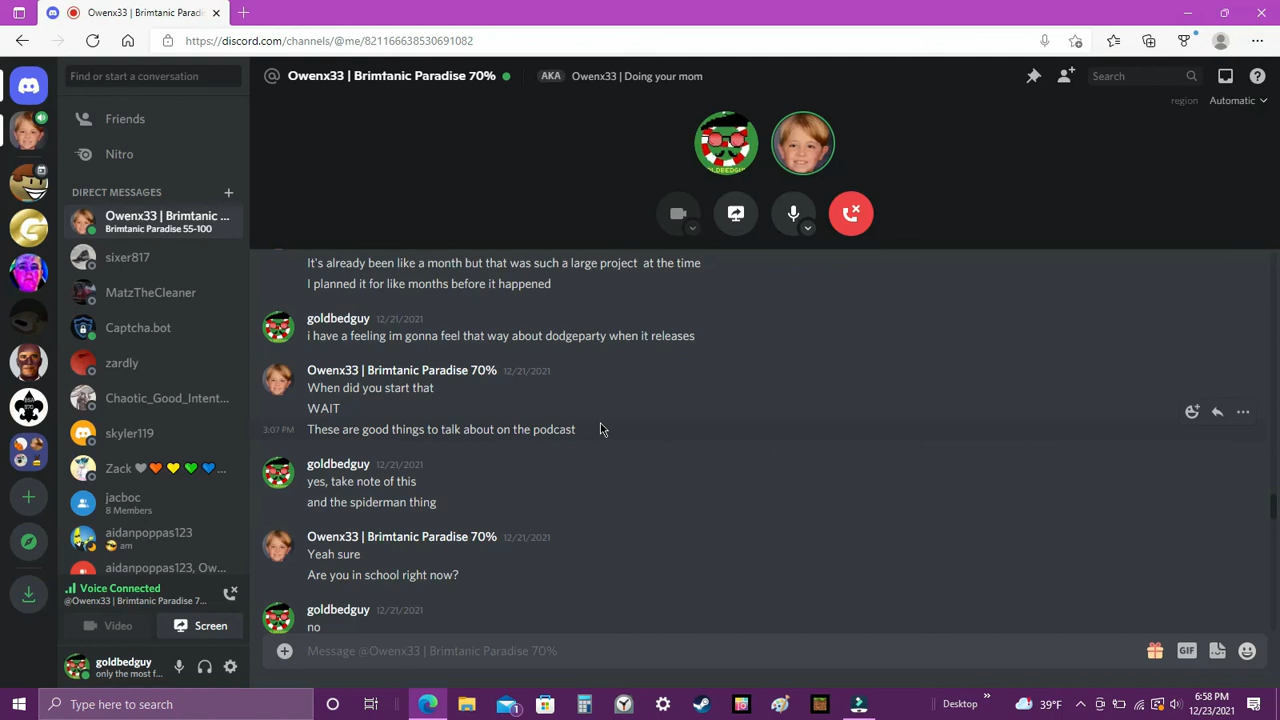 Owenx33 | Brimtanic Paradi
https://discord.com/channels/@me/821166638530691082
Find or start a conversation
Owenx33 | Brimtanic Paradise 70%
AKA
Owenx33 | Doing your mom
Search
region
Automatic
Friends
Nitro
DIRECT MESSAGES
Owenx33 | Brimtanic ...
Brimtanic Paradise 55-100
sixer817
MatzTheCleaner
Captcha.bot
zardly
Chaotic_Good_Intent...
skyler119
Zack 🩶🧡💛💚💙...
jacboc
8 Members
aidanpoppas123
😎 am
aidanpoppas123, Ow...
Voice Connected
@Owenx33 | Brimtanic Paradise 7...
Video
Screen
goldbedguy
only the most f...
It's already been like a month but that was such a large project at the time
I planned it for like months before it happened
goldbedguy 12/21/2021
i have a feeling im gonna feel that way about dodgeparty when it releases
Owenx33 | Brimtanic Paradise 70% 12/21/2021
When did you start that
WAIT
3:07 PM These are good things to talk about on the podcast
goldbedguy 12/21/2021
yes, take note of this
and the spiderman thing
Owenx33 | Brimtanic Paradise 70% 12/21/2021
Yeah sure
Are you in school right now?
goldbedguy 12/21/2021
no
Message @Owenx33 | Brimtanic Paradise 70%
GIF
Type here to search
Desktop
39°F
6:58 PM
12/23/2021